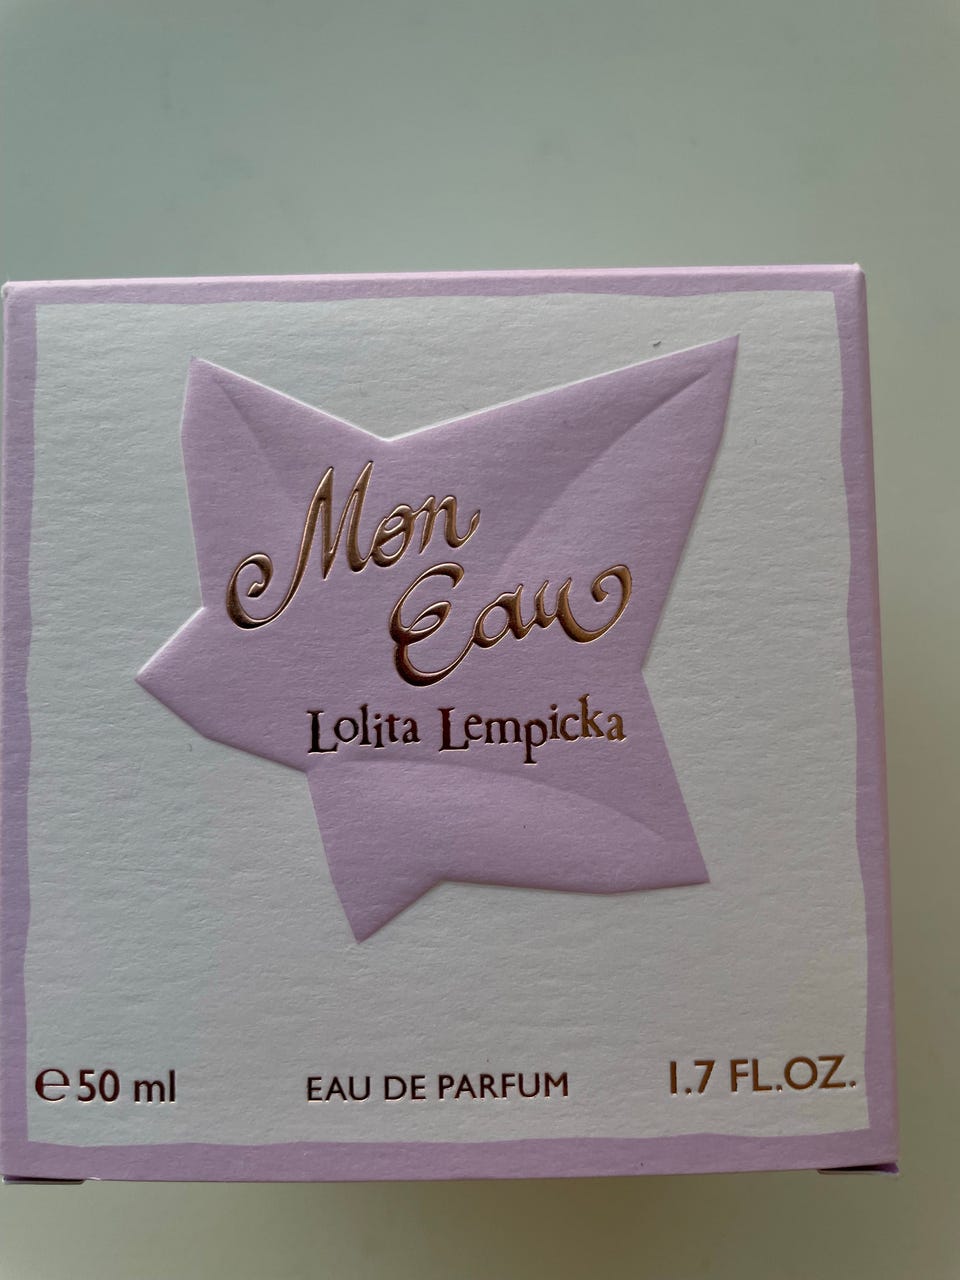 Mon
Eau
Lolita Lempicka
℮50 ml EAU DE PARFUM 1.7 FL.OZ.